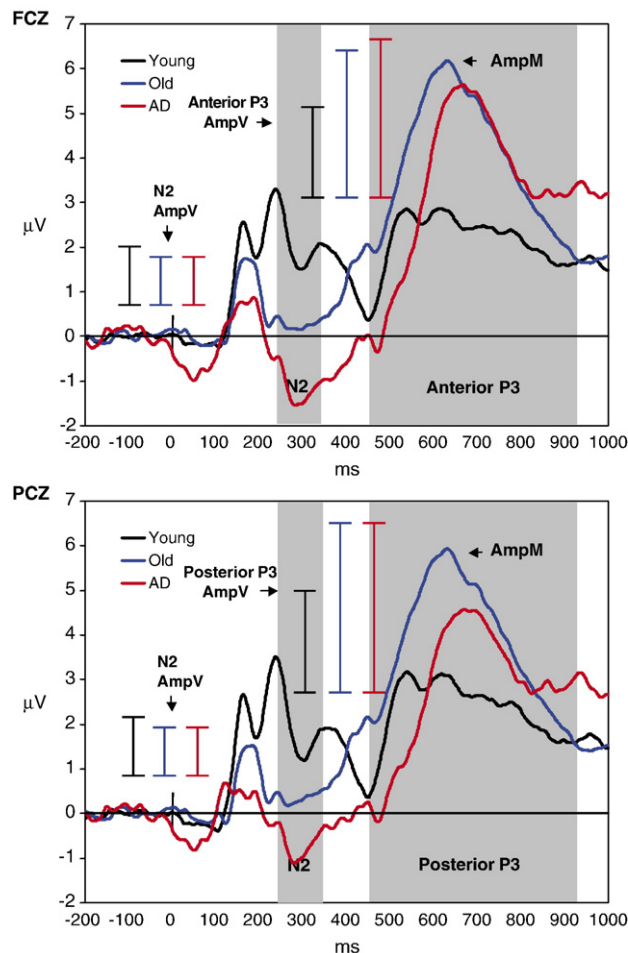 FCZ
7
6
5
4
3
2
1
0
-1
-2
μV
Young
Old
AD
Anterior P3
AmpV
AmpM
N2
AmpV
N2
Anterior P3
-200 -100 0 100 200 300 400 500 600 700 800 900 1000
ms
PCZ
7
6
5
4
3
2
1
0
-1
-2
μV
Young
Old
AD
Posterior P3
AmpV
AmpM
N2
AmpV
N2
Posterior P3
-200 -100 0 100 200 300 400 500 600 700 800 900 1000
ms